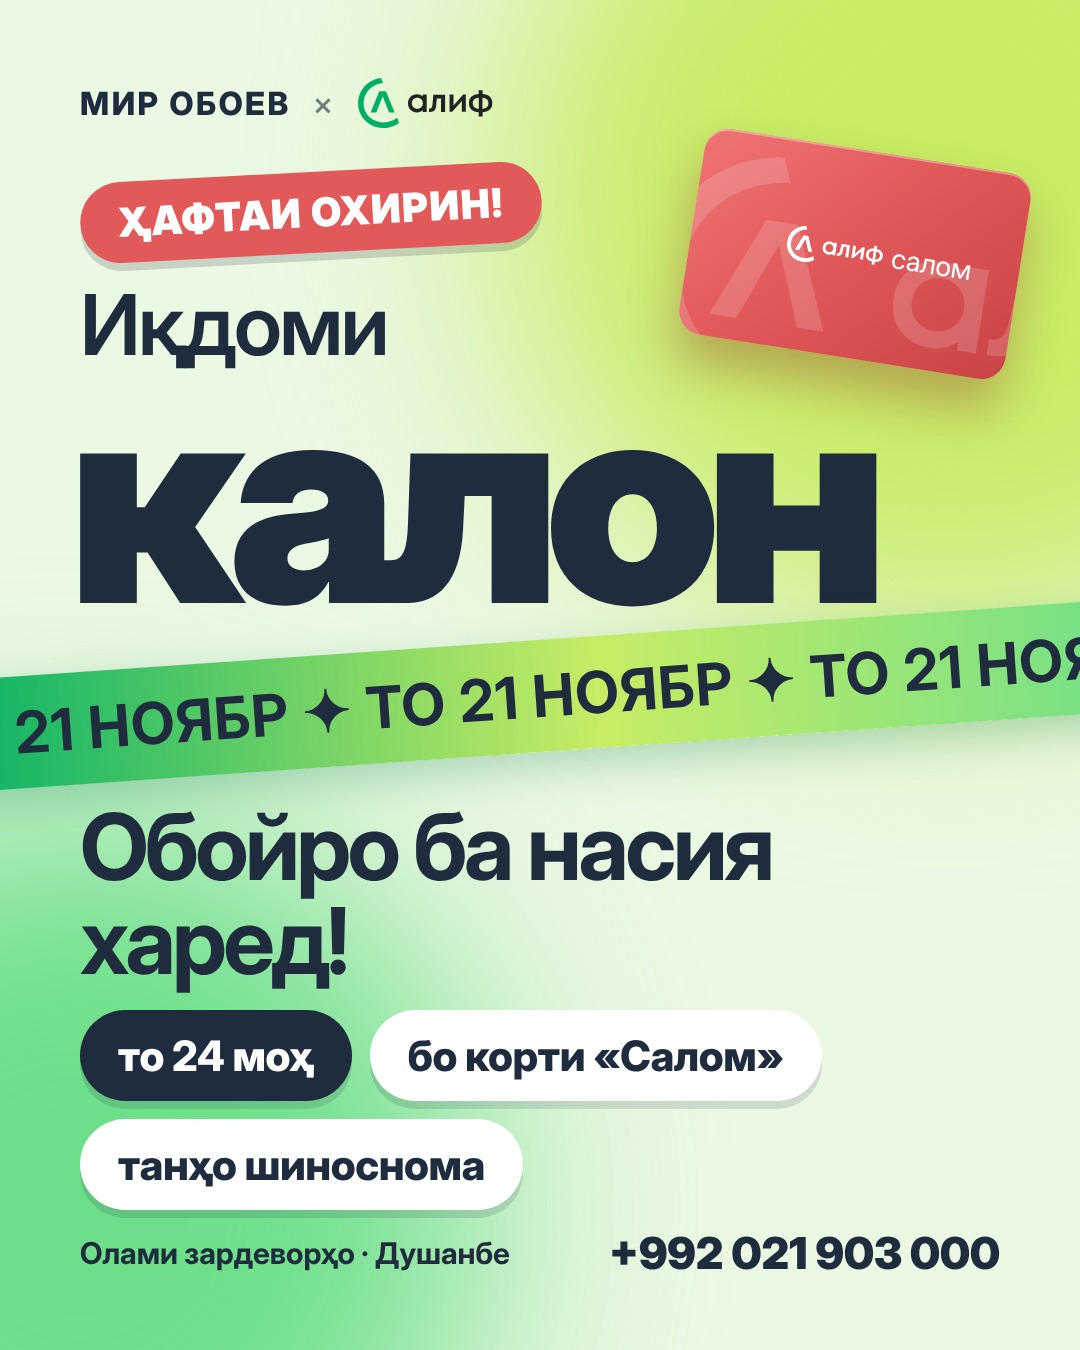 МИР ОБОЕВ × алиф
ҲАФТАИ ОХИРИН!
алиф салом
Иқдоми
калон
21 НОЯБР ✦ ТО 21 НОЯБР ✦ ТО 21 НОЯ
Обойро ба насия
харед!
то 24 моҳ
бо корти «Салом»
танҳо шиноснома
Олами зардеворҳо · Душанбе
+992 021 903 000